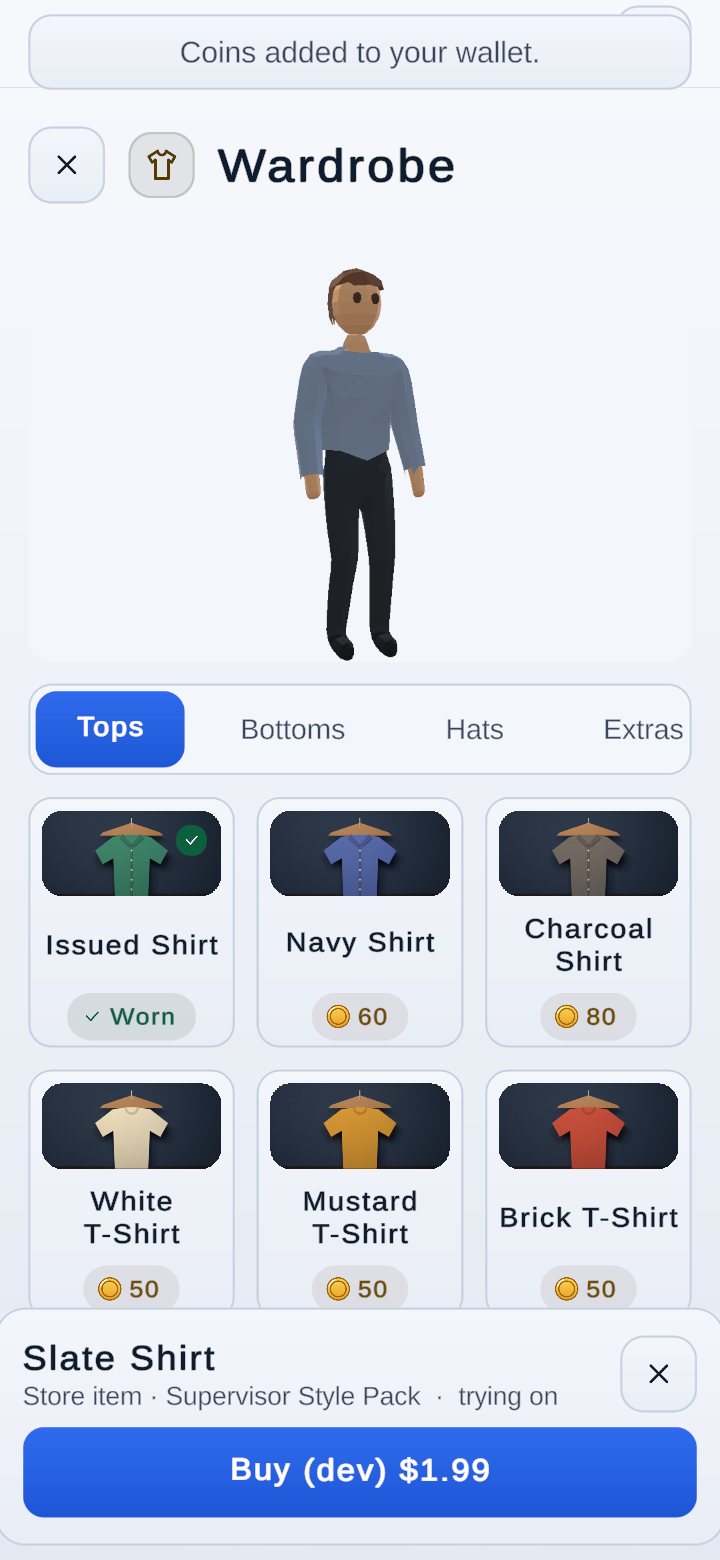 Coins added to your wallet.
Wardrobe
Tops Bottoms Hats Extras
Issued Shirt
Worn
Navy Shirt
60
Charcoal
Shirt
80
White
T-Shirt
50
Mustard
T-Shirt
50
Brick T-Shirt
50
Slate Shirt
Store item · Supervisor Style Pack · trying on
Buy (dev) $1.99